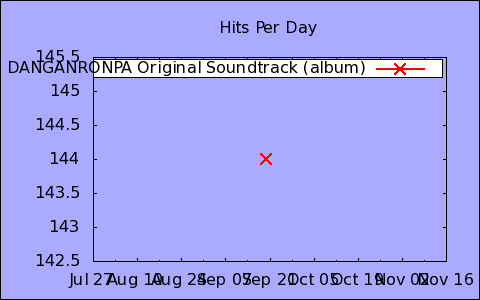 Hits Per Day
145.5
DANGANRONPA Original Soundtrack (album)
145
144.5
144
143.5
143
142.5
Jul 27 Aug 10 Aug 24 Sep 07 Sep 21 Oct 05 Oct 19 Nov 02 Nov 16